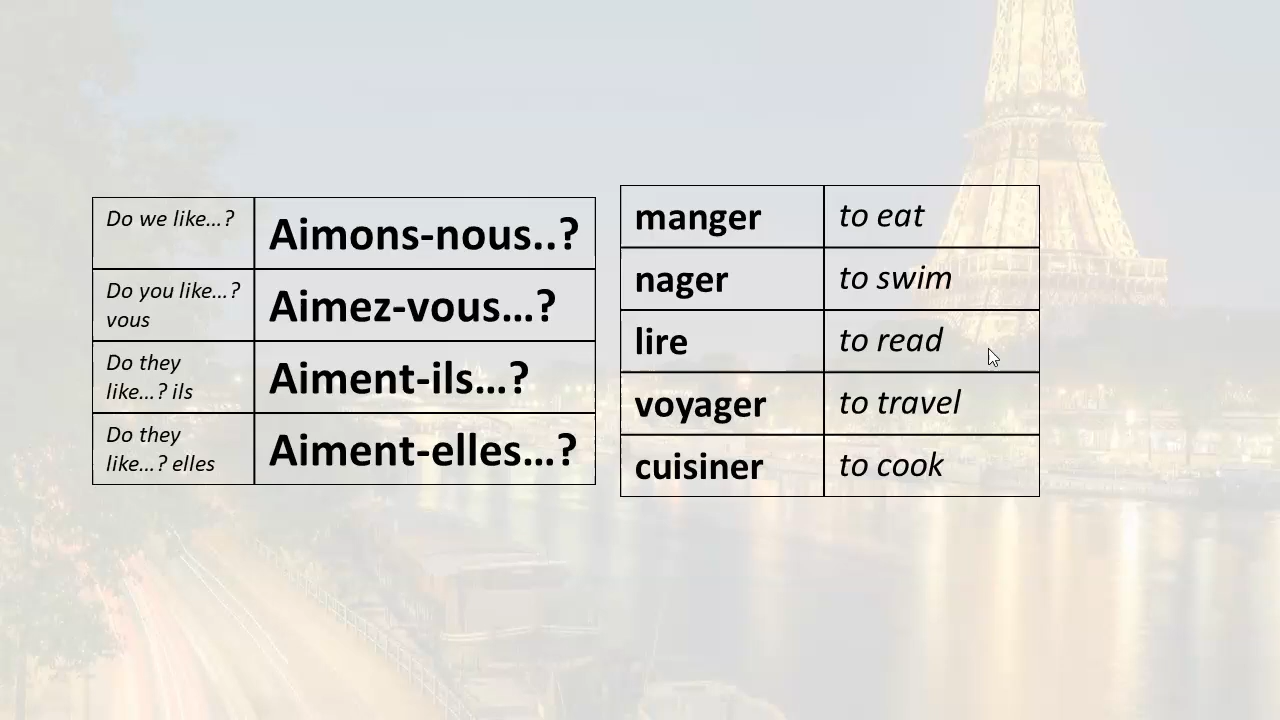 Do we like…?
Aimons-nous..?
Do you like…?
vous
Aimez-vous…?
Do they
like…? ils
Aiment-ils…?
Do they
like…? elles
Aiment-elles…?
manger
to eat
nager
to swim
lire
to read
voyager
to travel
cuisiner
to cook